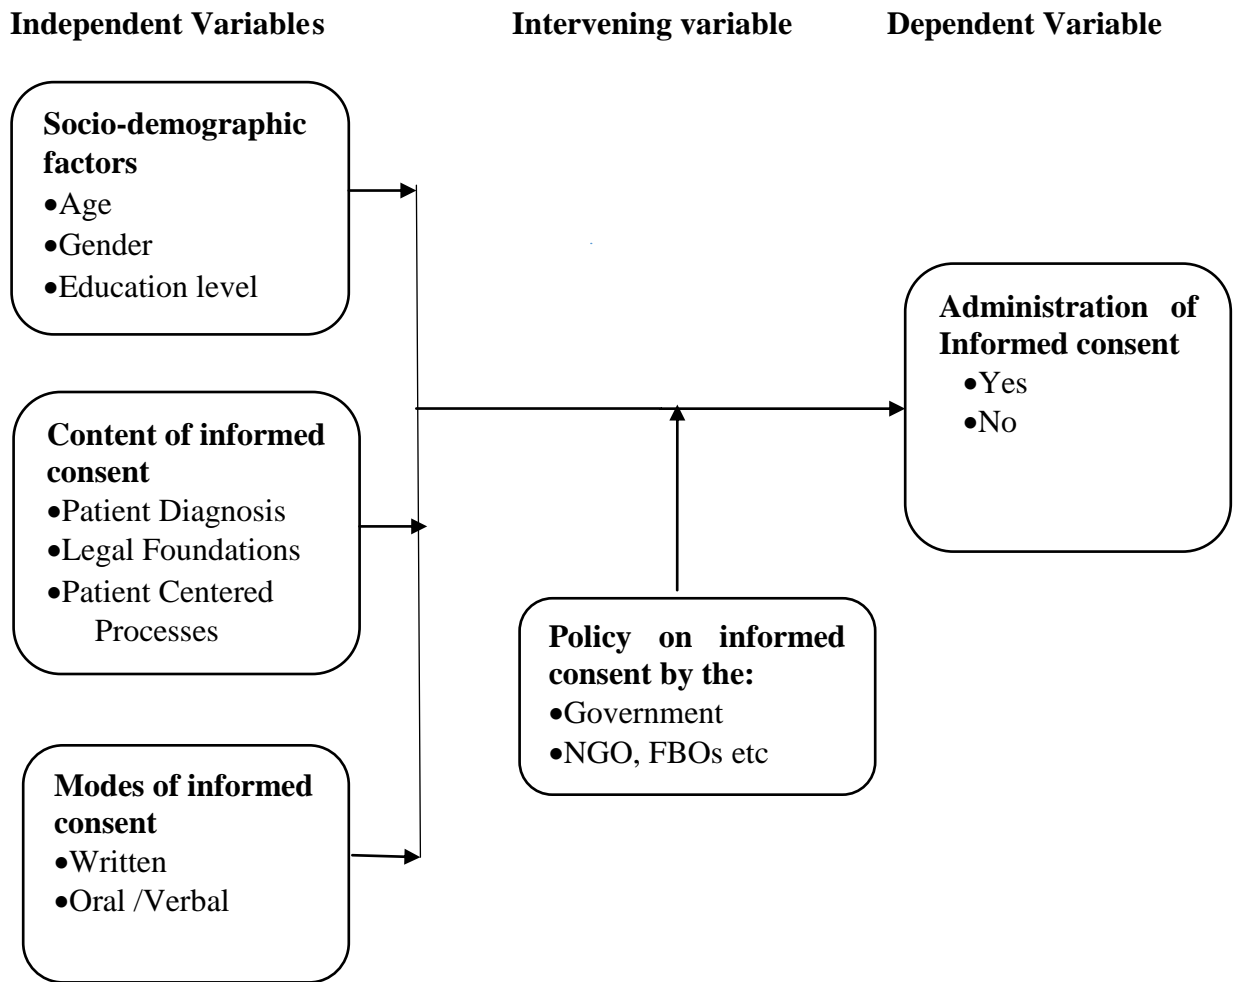 Independent Variables
Intervening variable
Dependent Variable
Socio-demographic
factors
•Age
•Gender
•Education level
Content of informed
consent
•Patient Diagnosis
•Legal Foundations
•Patient Centered
Processes
Modes of informed
consent
•Written
•Oral /Verbal
Policy on informed
consent by the:
•Government
•NGO, FBOs etc
Administration of
Informed consent
•Yes
•No